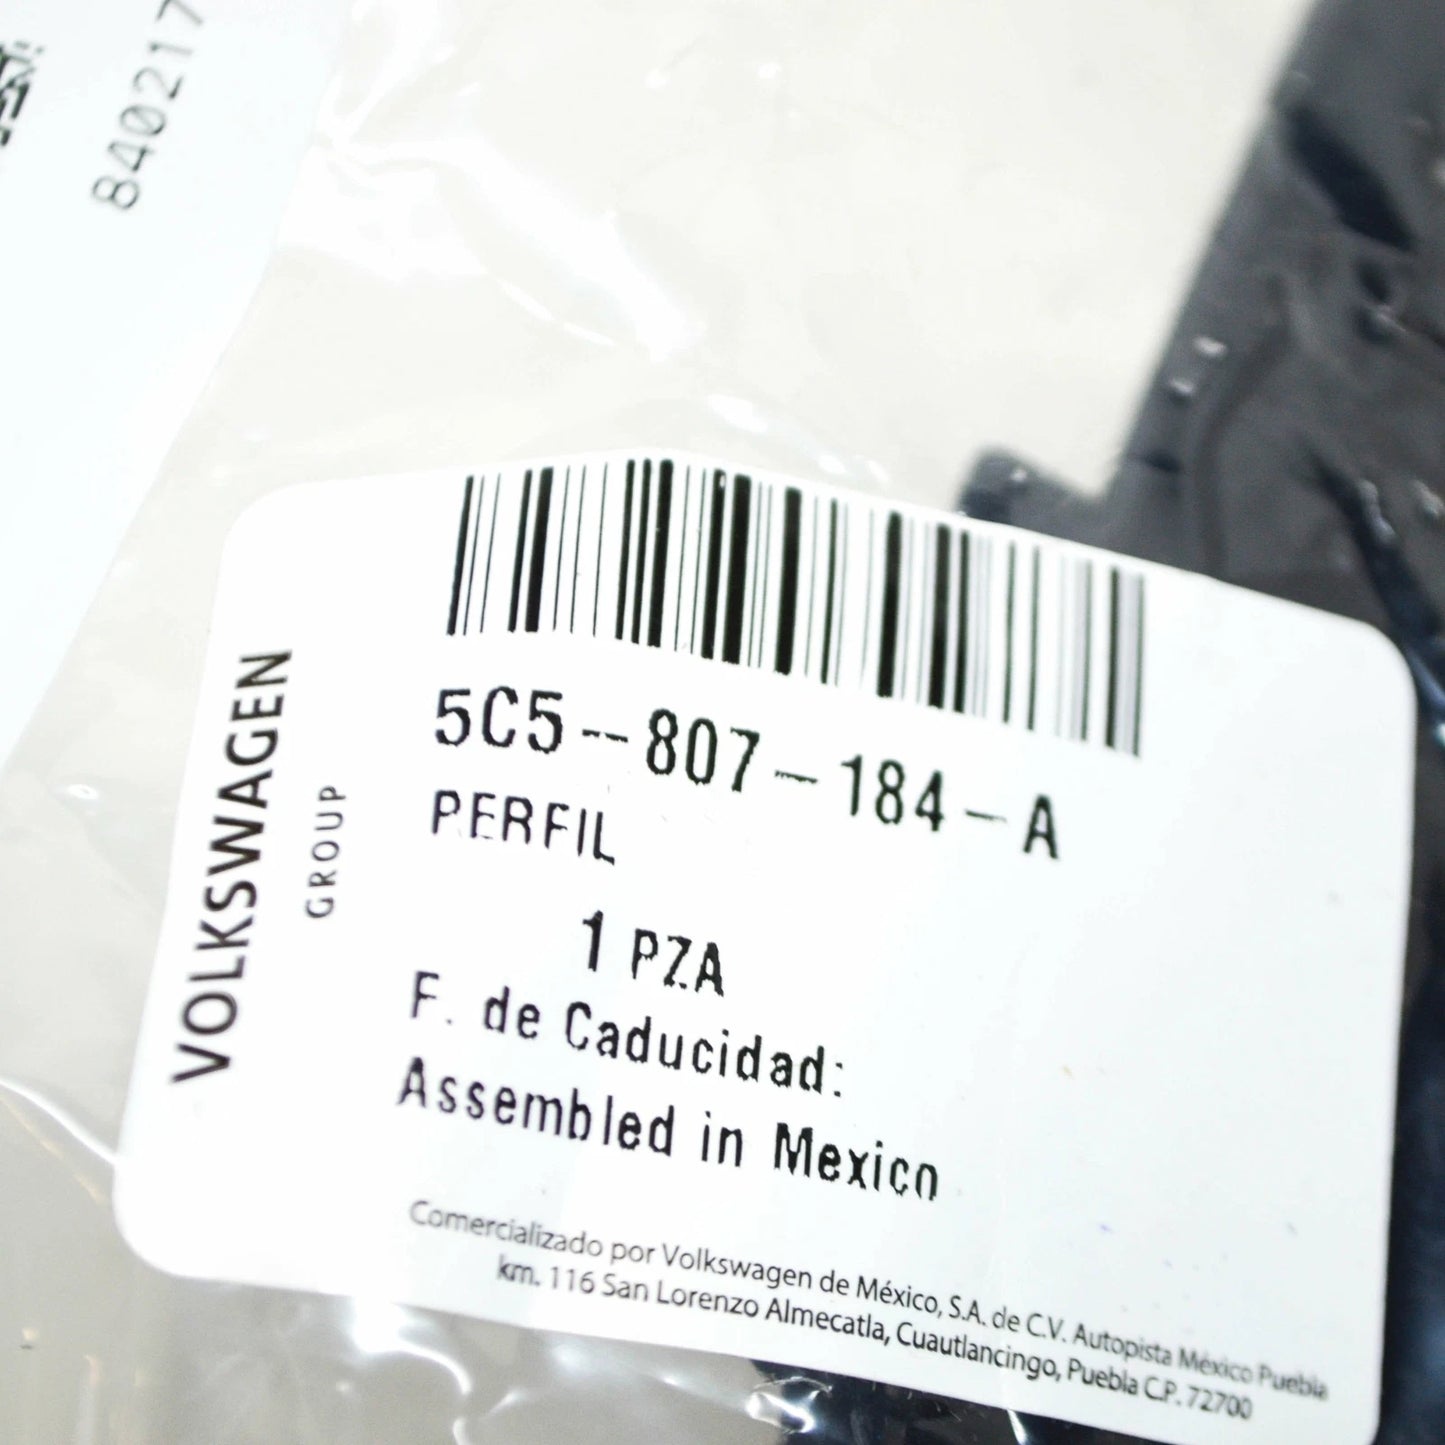 840217
VOLKSWAGEN
GROUP
5C5-807-184-A
PERFIL
1 PZA
F. de Caducidad:
Assembled in Mexico
Comercializado por Volkswagen de México, S.A. de C.V. Autopista México Puebla
km. 116 San Lorenzo Almecatla, Cuautlancingo, Puebla C.P. 72700